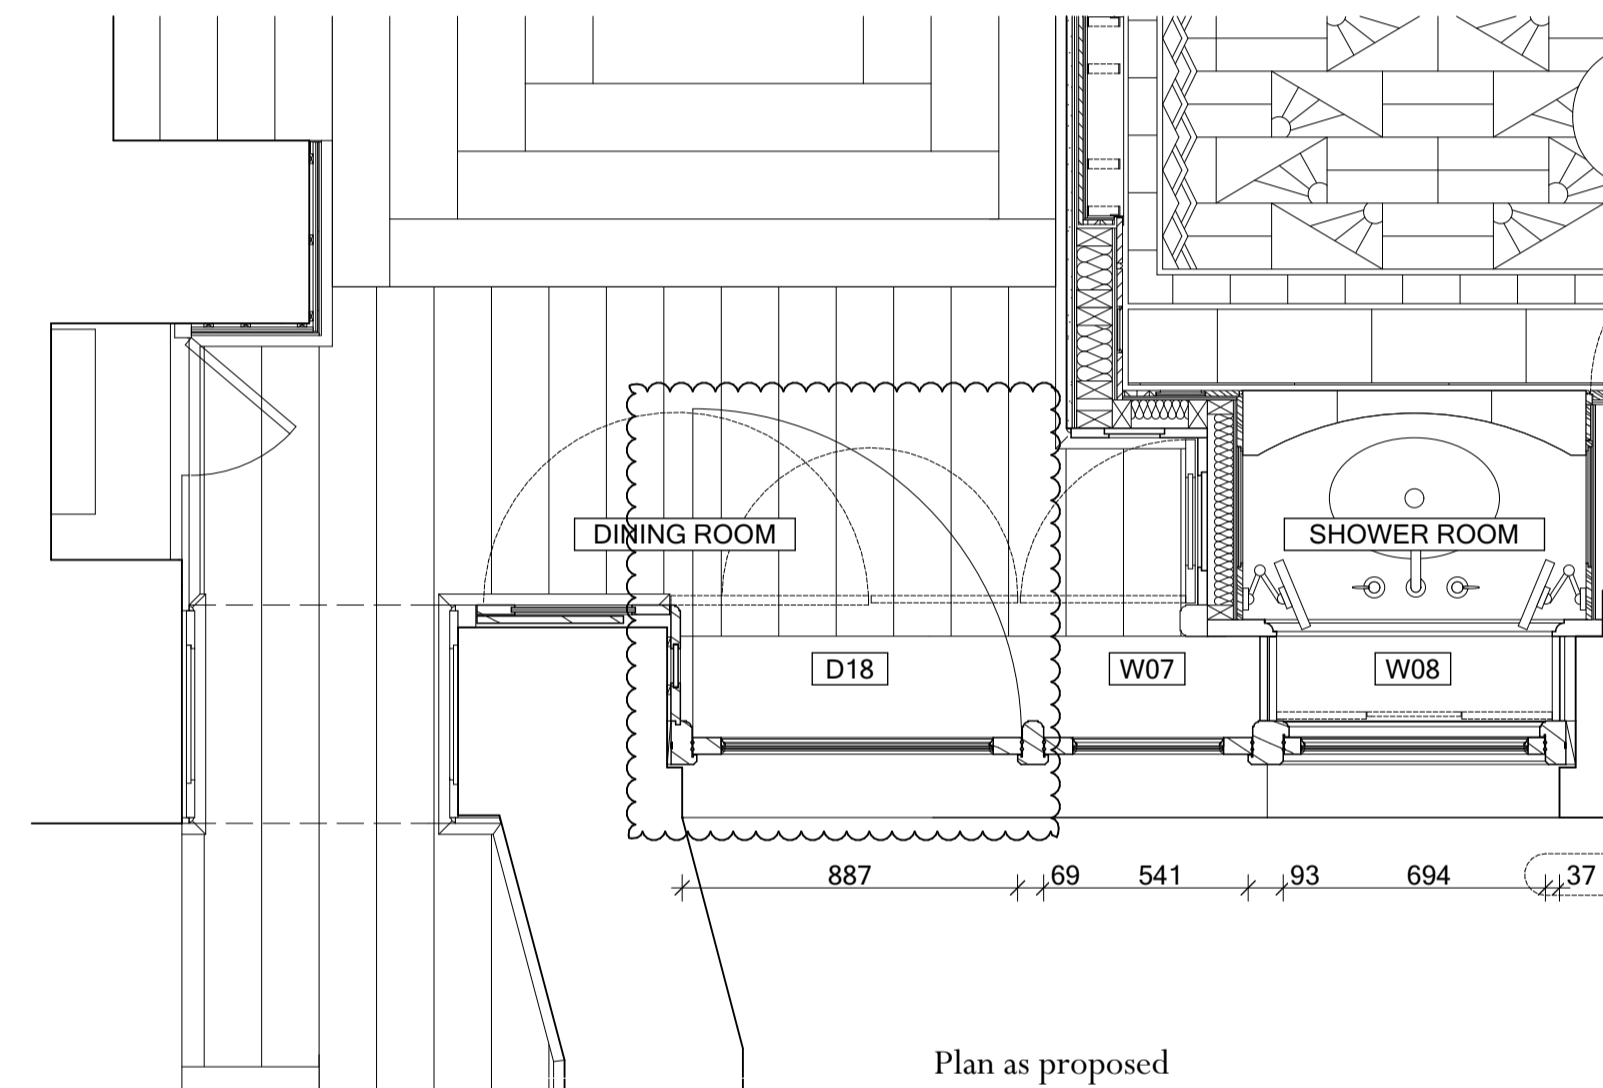 DINING ROOM
SHOWER ROOM
D18
W07
W08
887
69
541
93
694
37
Plan as proposed